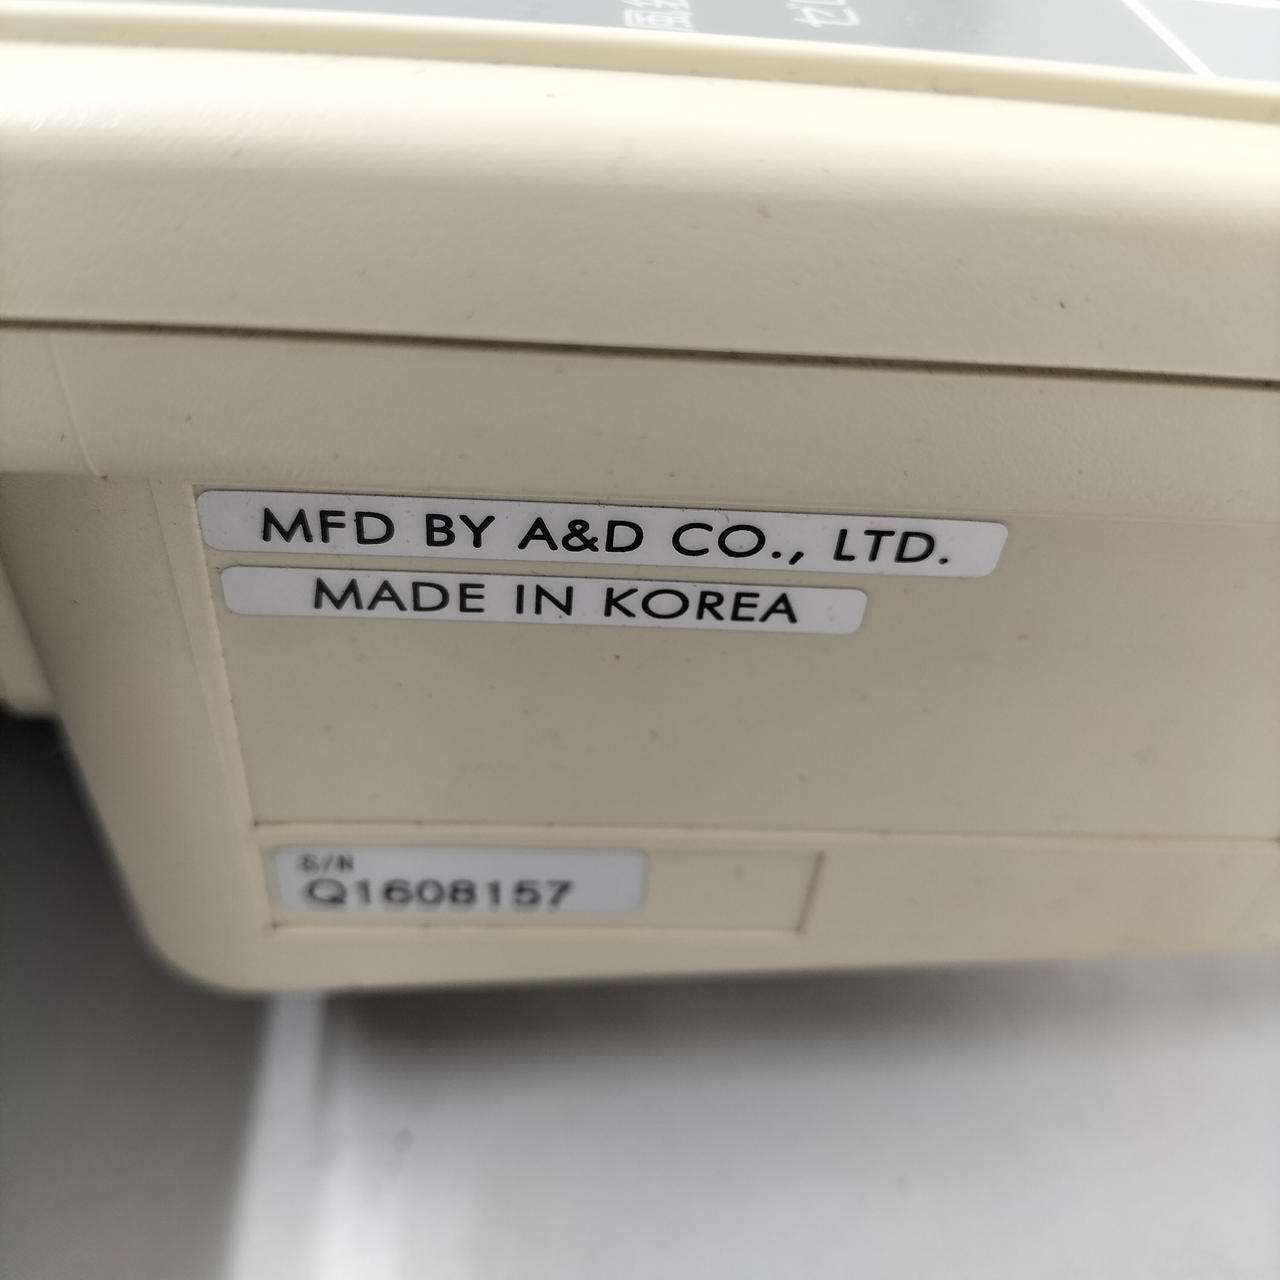 MFD BY A&D CO., LTD.
MADE IN KOREA
S/N
Q1608157